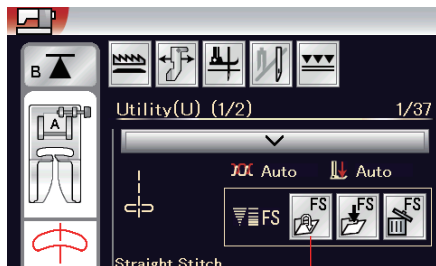 B
A
Utility(U) (1/2) 1/37
Auto Auto
FS FS FS FS
Straight Stitch